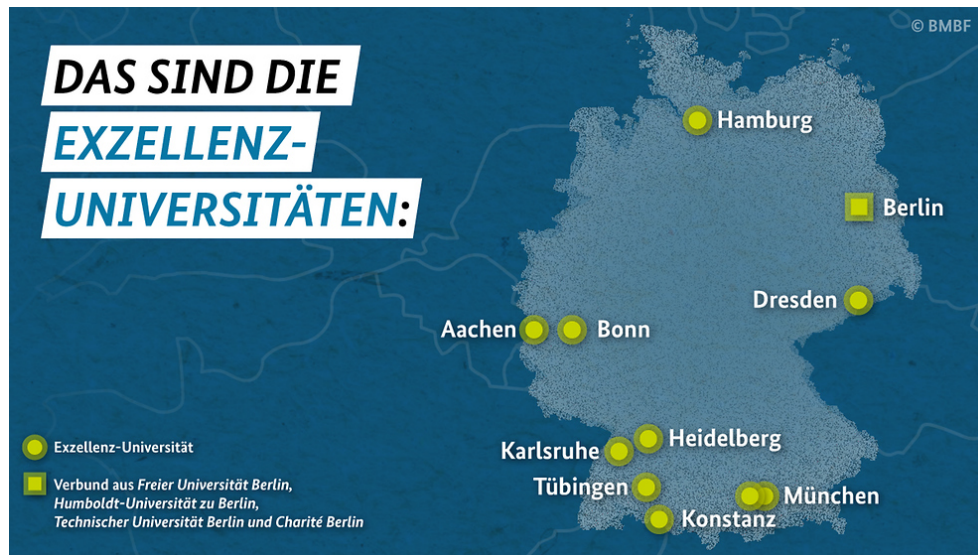 © BMBF
DAS SIND DIE
EXZELLENZ-
UNIVERSITÄTEN:
Hamburg
Berlin
Dresden
Aachen
Bonn
Heidelberg
Karlsruhe
Tübingen
München
Konstanz
Exzellenz-Universität
Verbund aus Freier Universität Berlin,
Humboldt-Universität zu Berlin,
Technischer Universität Berlin und Charité Berlin